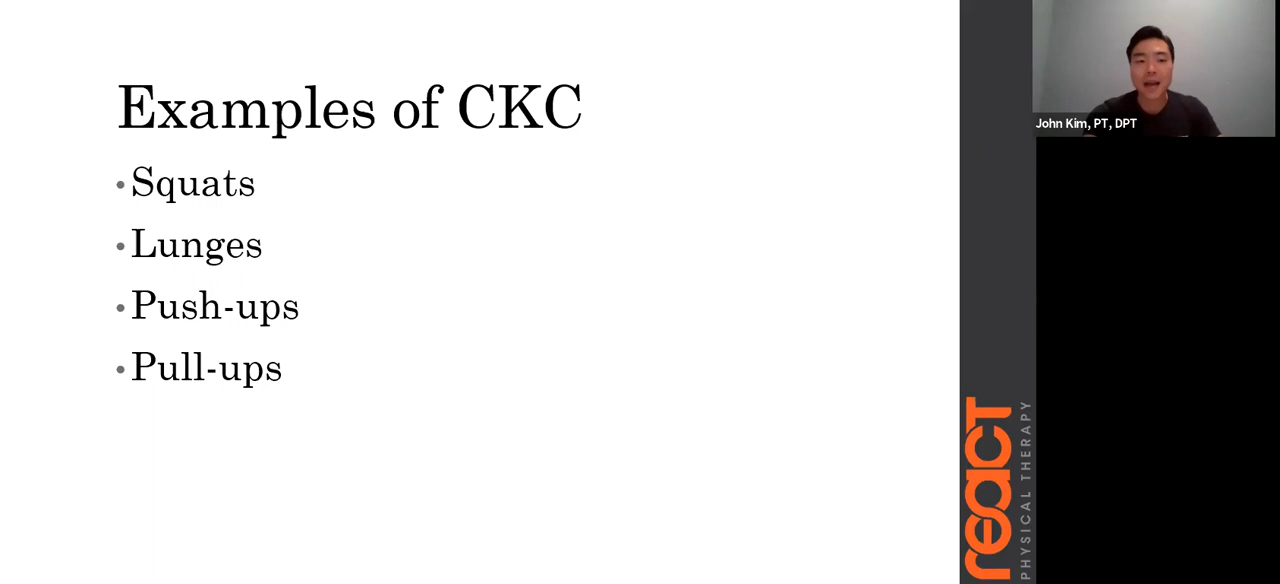 Examples of CKC
• Squats
• Lunges
• Push-ups
• Pull-ups
John Kim, PT, DPT
react
PHYSICAL THERAPY